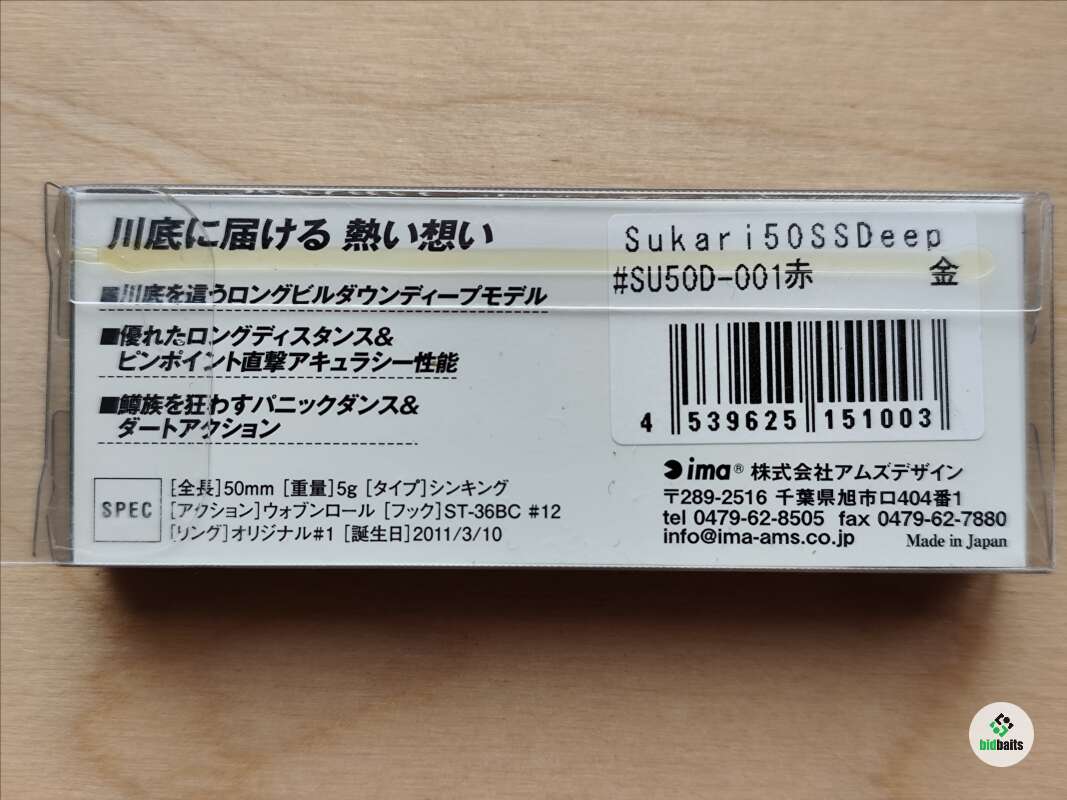 川底に届ける 熱い想い
■川底を這うロングビルダウンディープモデル
■優れたロングディスタンス&
ピンポイント直撃アキュラシー性能
■鱒族を狂わすパニックダンス&
ダートアクション
SPEC
[全長]50mm [重量]5g [タイプ]シンキング
[アクション]ウォブンロール [フック]ST-36BC #12
[リング]オリジナル#1 [誕生日]2011/3/10
Sukari50SSDeep
#SU50D-001赤 金
4 539625 151003
ima® 株式会社アムズデザイン
〒289-2516 千葉県旭市ロ404番1
tel 0479-62-8505 fax 0479-62-7880
info@ima-ams.co.jp Made in Japan
bidbaits